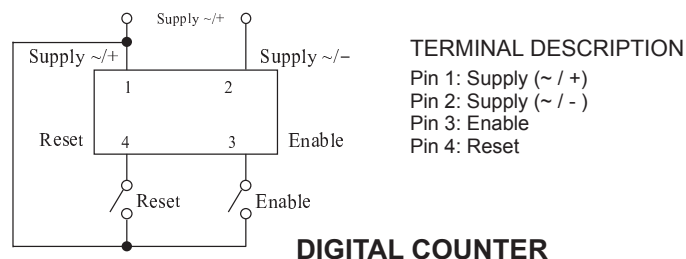 Supply ~/+
Supply ~/+
Supply ~/−
1
2
Reset
4
3
Enable
Reset
Enable
TERMINAL DESCRIPTION
Pin 1: Supply (~ / +)
Pin 2: Supply (~ / - )
Pin 3: Enable
Pin 4: Reset
DIGITAL COUNTER